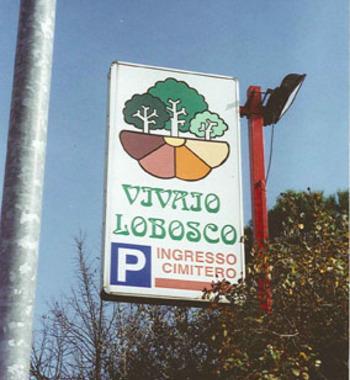 VIVAIO
LOBOSCO
P INGRESSO
CIMITERO